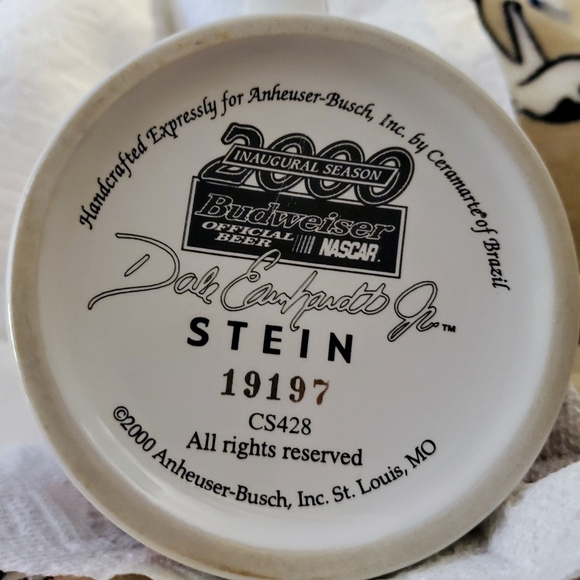 Handcrafted Expressly for Anheuser-Busch, Inc. by Ceramarte® of Brazil
2000
INAUGURAL SEASON
Budweiser
OFFICIAL
BEER
NASCAR
Dale Earnhardt Jr.™
STEIN
19197
CS428
All rights reserved
©2000 Anheuser-Busch, Inc. St. Louis, MO